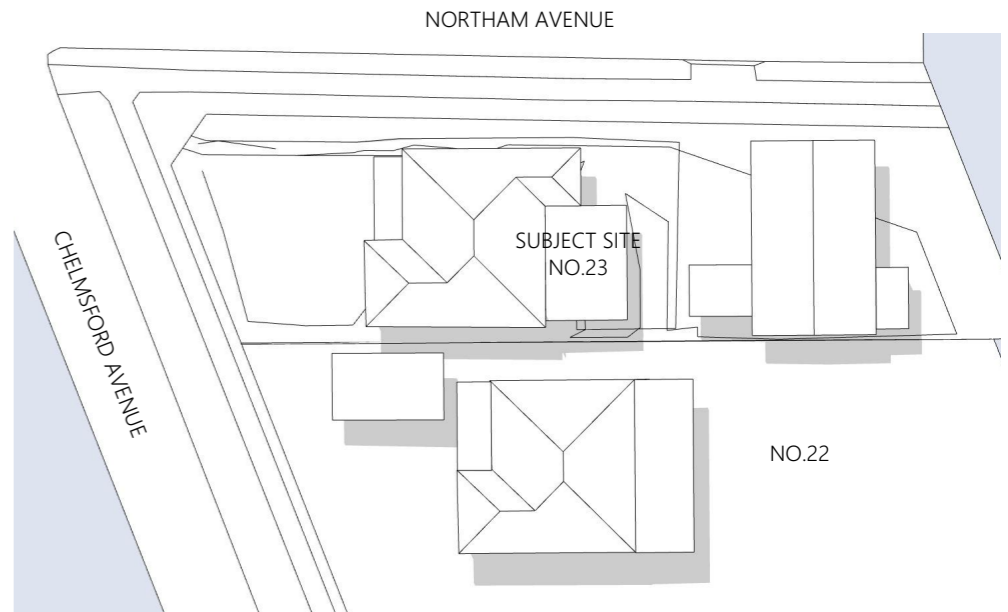 NORTHAM AVENUE
CHELMSFORD AVENUE
SUBJECT SITE
NO.23
NO.22